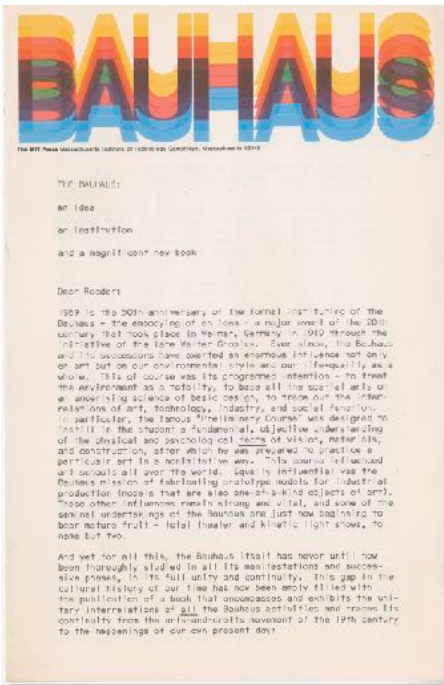 BAUHAUS
The MIT Press Massachusetts Institute of Technology Cambridge, Massachusetts 02142
THE BAUHAUS:
an idea
an institution
and a magnificent new book
Dear Reader:
1969 is the 50th anniversary of the formal instituting of the
Bauhaus - the embodying of an idea - a major event of the 20th
century that took place in Weimar, Germany in 1919 through the
initiative of the late Walter Gropius. Ever since, the Bauhaus
and its successors have exerted an enormous influence not only
on art but on our environmental style and our life-quality as a
whole. This of course was its programmed intention - to treat
the environment as a totality, to base all the spatial arts on
an underlying science of basic design, to trace out the inter-
relations of art, technology, industry, and social function.
In particular, the famous "Preliminary Course" was designed to
instill in the student a fundamental, objective understanding
of the physical and psychological facts of vision, materials,
and construction, after which he was prepared to practice a
particular art in a nonimitative way. This course influenced
art schools all over the world. Equally influential was the
Bauhaus mission of fabricating prototype models for industrial
production (models that are also one-of-a-kind objects of art).
These other influences remain strong and vital, and some of the
seminal undertakings of the Bauhaus are just now beginning to
bear mature fruit - total theater and kinetic light shows, to
name but two.
And yet for all this, the Bauhaus itself has never until now
been thoroughly studied in all its manifestations and succes-
sive phases, in its full unity and continuity. This gap in the
cultural history of our time has now been amply filled with
the publication of a book that encompasses and exhibits the uni-
tary interrelations of all the Bauhaus activities and traces its
continuity from the arts-and-crafts movement of the 19th century
to the happenings of our own present day: